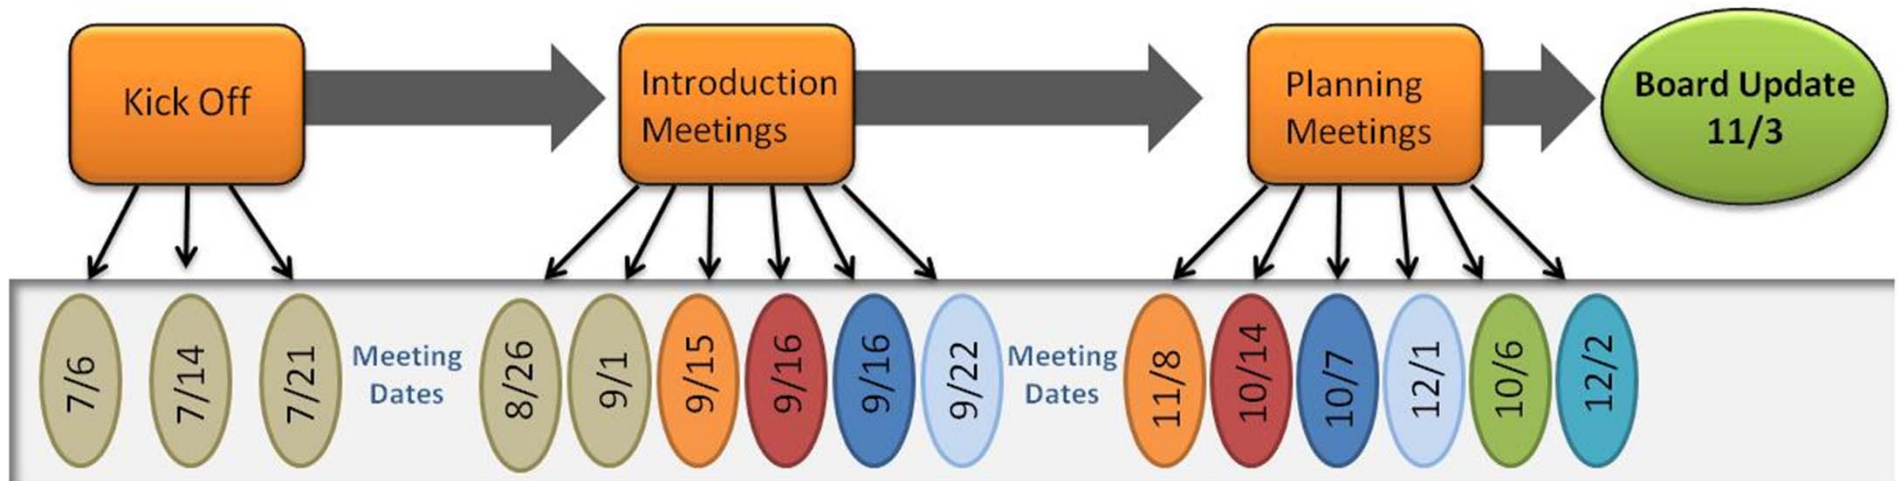 Kick Off
Introduction
Meetings
Planning
Meetings
Board Update
11/3
7/6
7/14
7/21
Meeting
Dates
8/26
9/1
9/15
9/16
9/16
9/22
Meeting
Dates
11/8
10/14
10/7
12/1
10/6
12/2